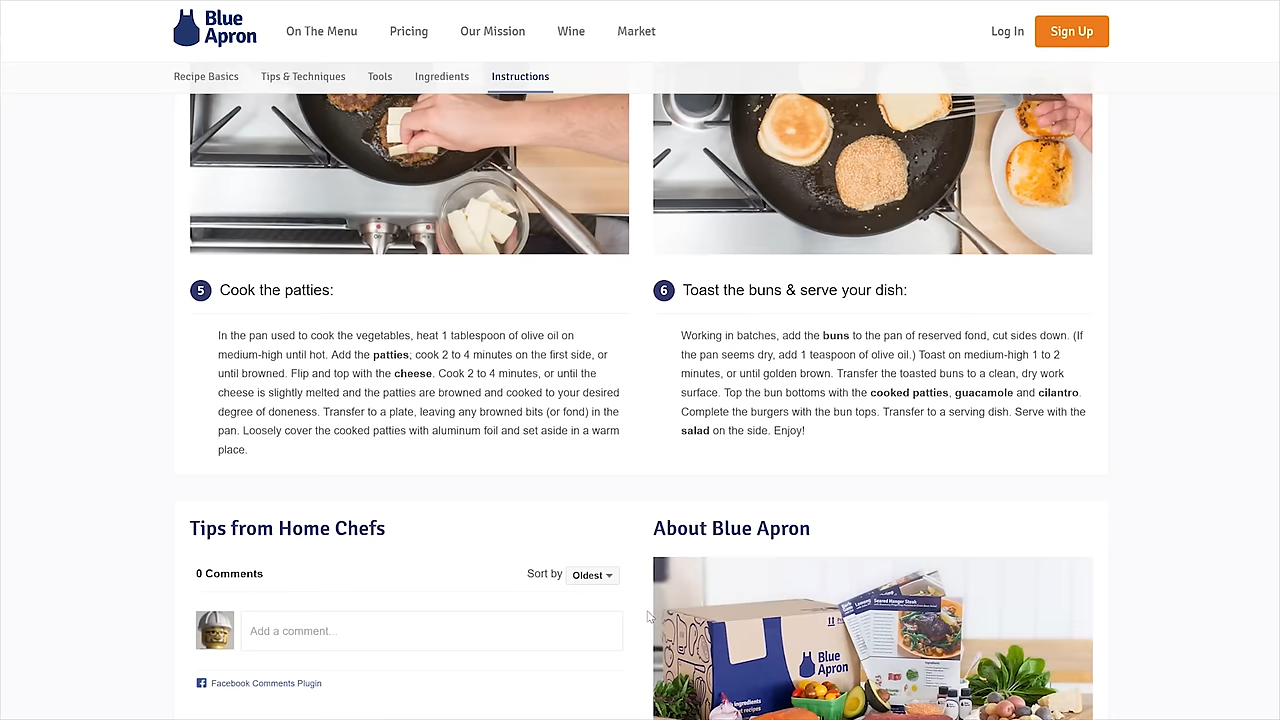 Blue Apron
On The Menu
Pricing
Our Mission
Wine
Market
Log In
Sign Up
Recipe Basics
Tips & Techniques
Tools
Ingredients
Instructions
5 Cook the patties:
In the pan used to cook the vegetables, heat 1 tablespoon of olive oil on
medium-high until hot. Add the patties; cook 2 to 4 minutes on the first side, or
until browned. Flip and top with the cheese. Cook 2 to 4 minutes, or until the
cheese is slightly melted and the patties are browned and cooked to your desired
degree of doneness. Transfer to a plate, leaving any browned bits (or fond) in the
pan. Loosely cover the cooked patties with aluminum foil and set aside in a warm
place.
6 Toast the buns & serve your dish:
Working in batches, add the buns to the pan of reserved fond, cut sides down. (If
the pan seems dry, add 1 teaspoon of olive oil.) Toast on medium-high 1 to 2
minutes, or until golden brown. Transfer the toasted buns to a clean, dry work
surface. Top the bun bottoms with the cooked patties, guacamole and cilantro.
Complete the burgers with the bun tops. Transfer to a serving dish. Serve with the
salad on the side. Enjoy!
Tips from Home Chefs
0 Comments
Sort by Oldest
Add a comment...
Facebook Comments Plugin
About Blue Apron
Seared Hanger Steak
Blue
Apron
ingredients